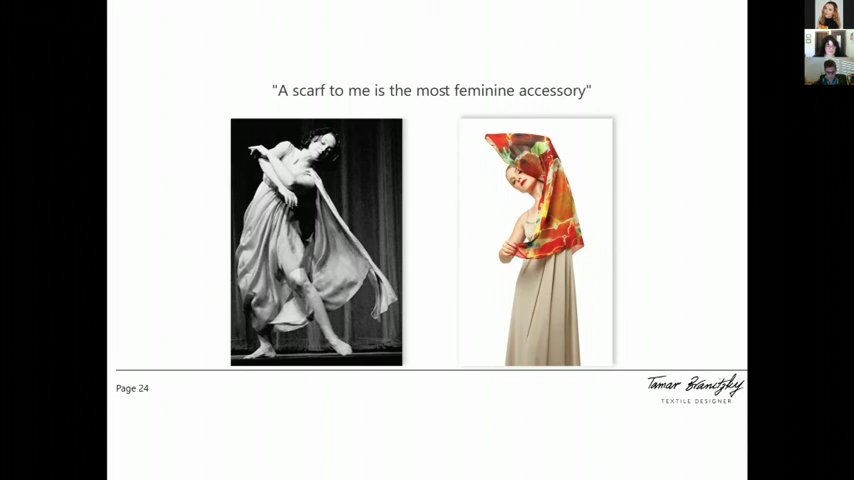 "A scarf to me is the most feminine accessory"
Page 24
Tamar Branitzky
TEXTILE DESIGNER